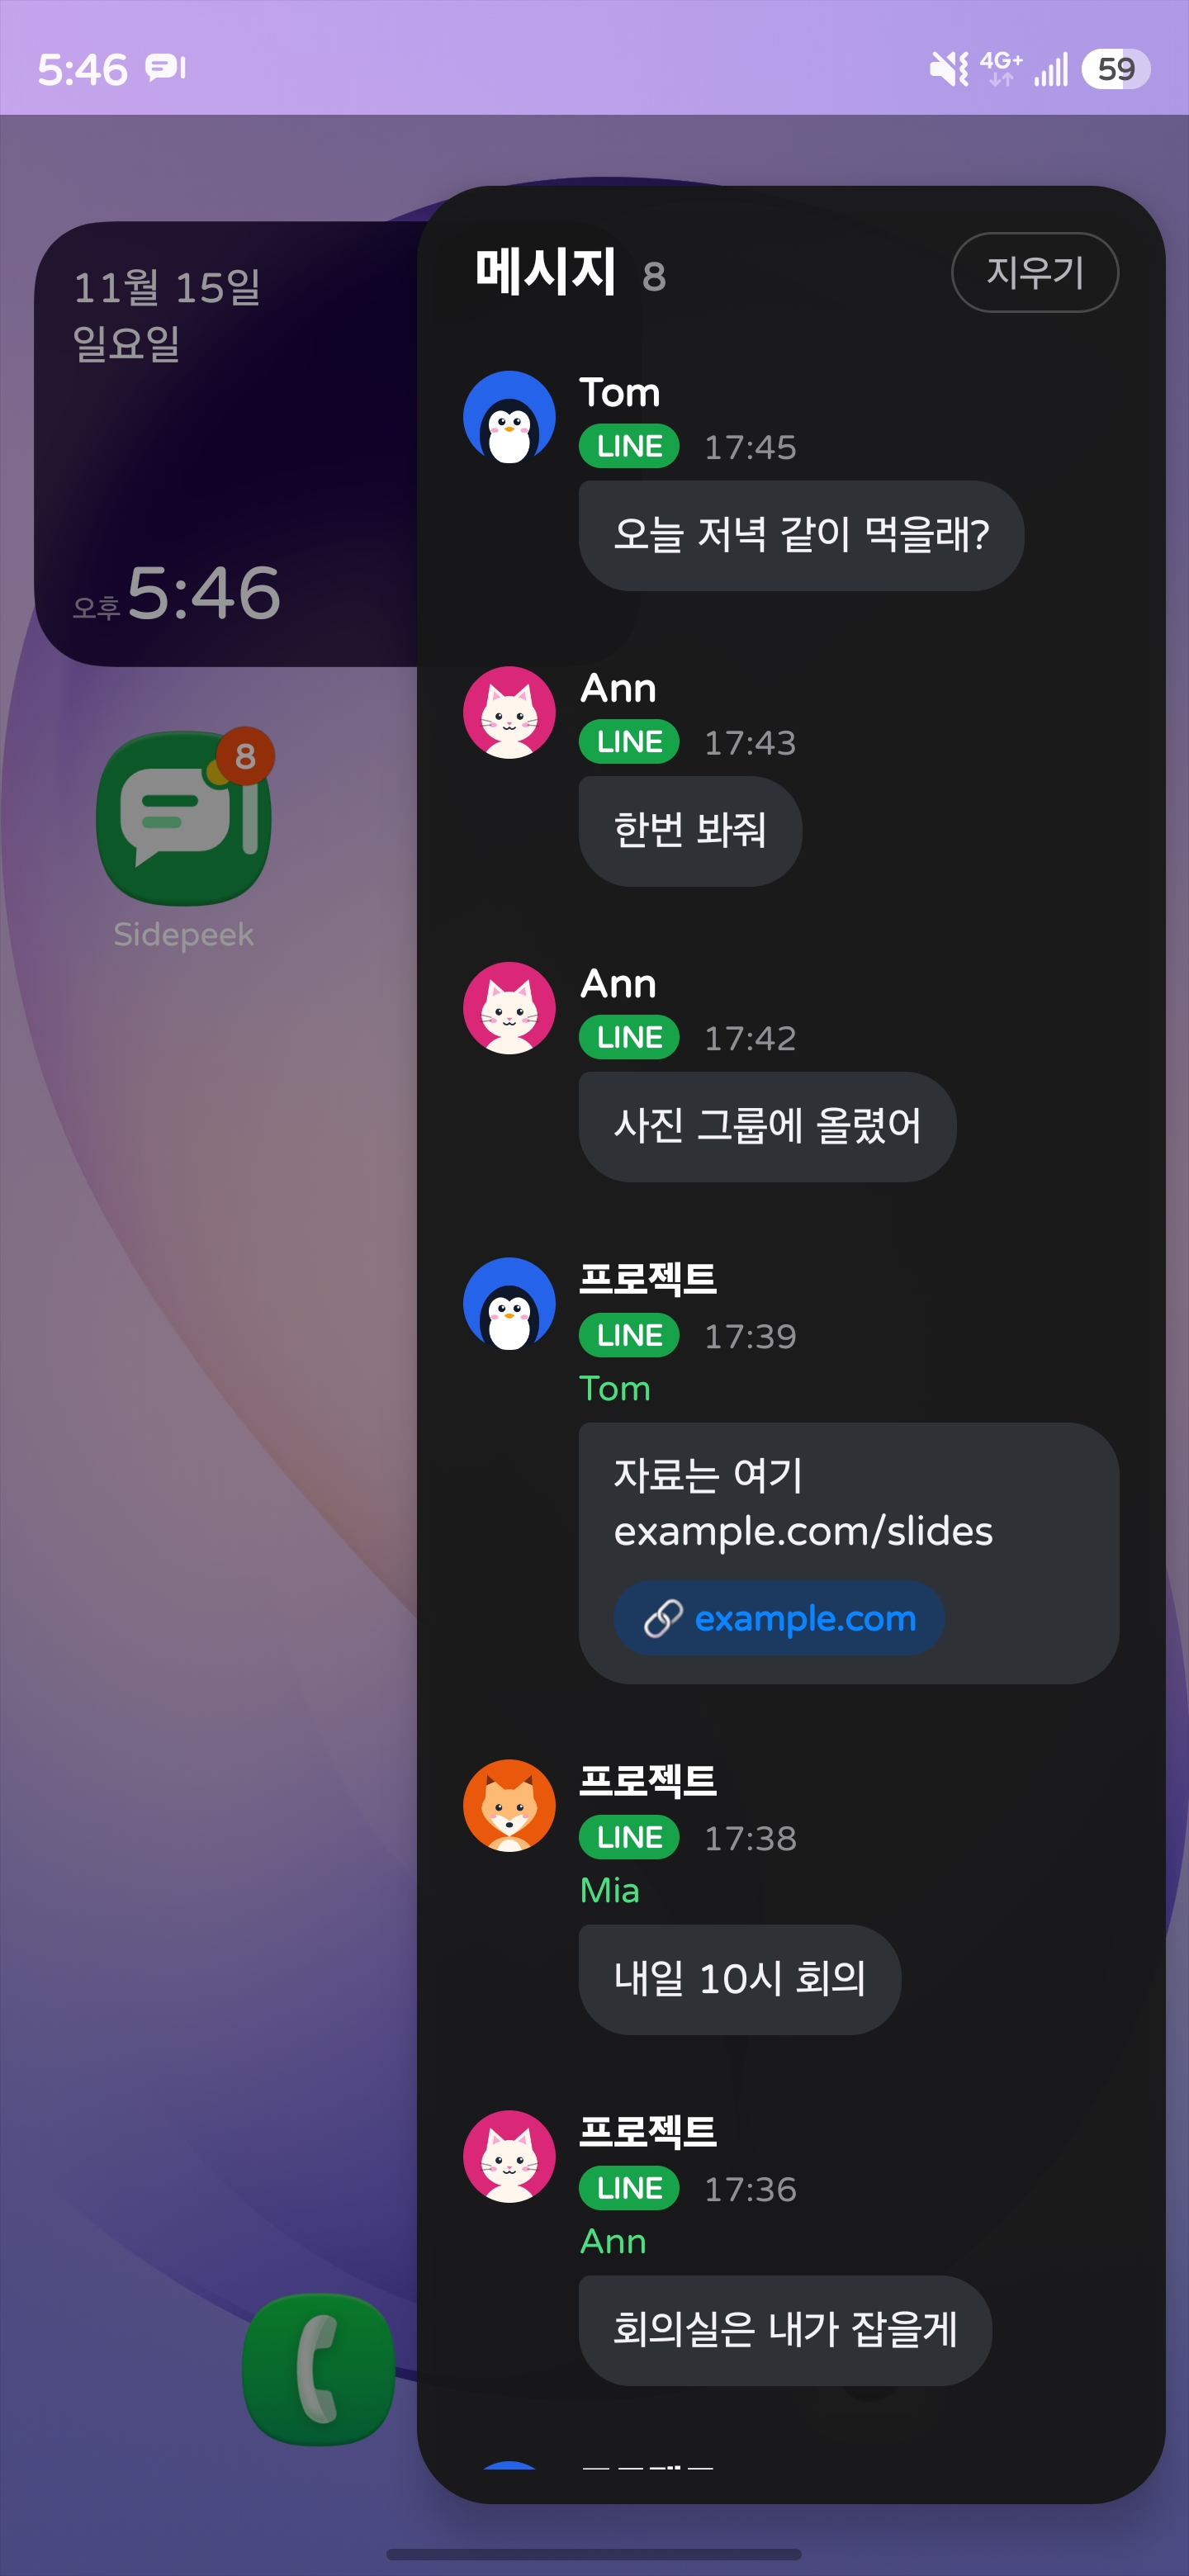 5:46
4G+
59
11월 15일
일요일
오후 5:46
8
Sidepeek
메시지 8
지우기
Tom
LINE 17:45
오늘 저녁 같이 먹을래?
Ann
LINE 17:43
한번 봐줘
Ann
LINE 17:42
사진 그룹에 올렸어
프로젝트
LINE 17:39
Tom
자료는 여기
example.com/slides
example.com
프로젝트
LINE 17:38
Mia
내일 10시 회의
프로젝트
LINE 17:36
Ann
회의실은 내가 잡을게